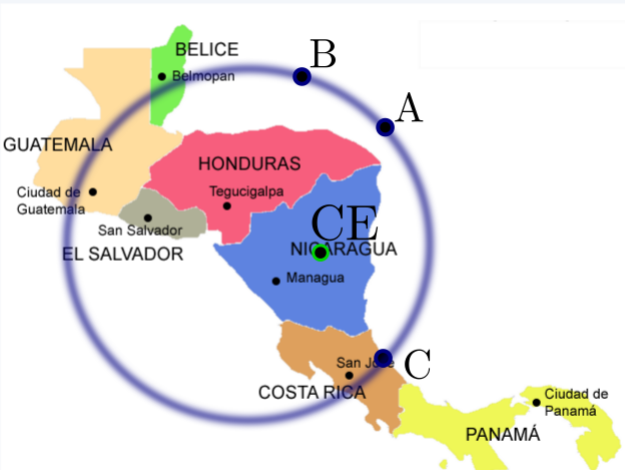 B
BELICE
Belmopan
A
GUATEMALA
HONDURAS
Ciudad de
Guatemala
Tegucigalpa
San Salvador
CE
EL SALVADOR
NICARAGUA
Managua
San José
C
COSTA RICA
Ciudad de
Panamá
PANAMÁ